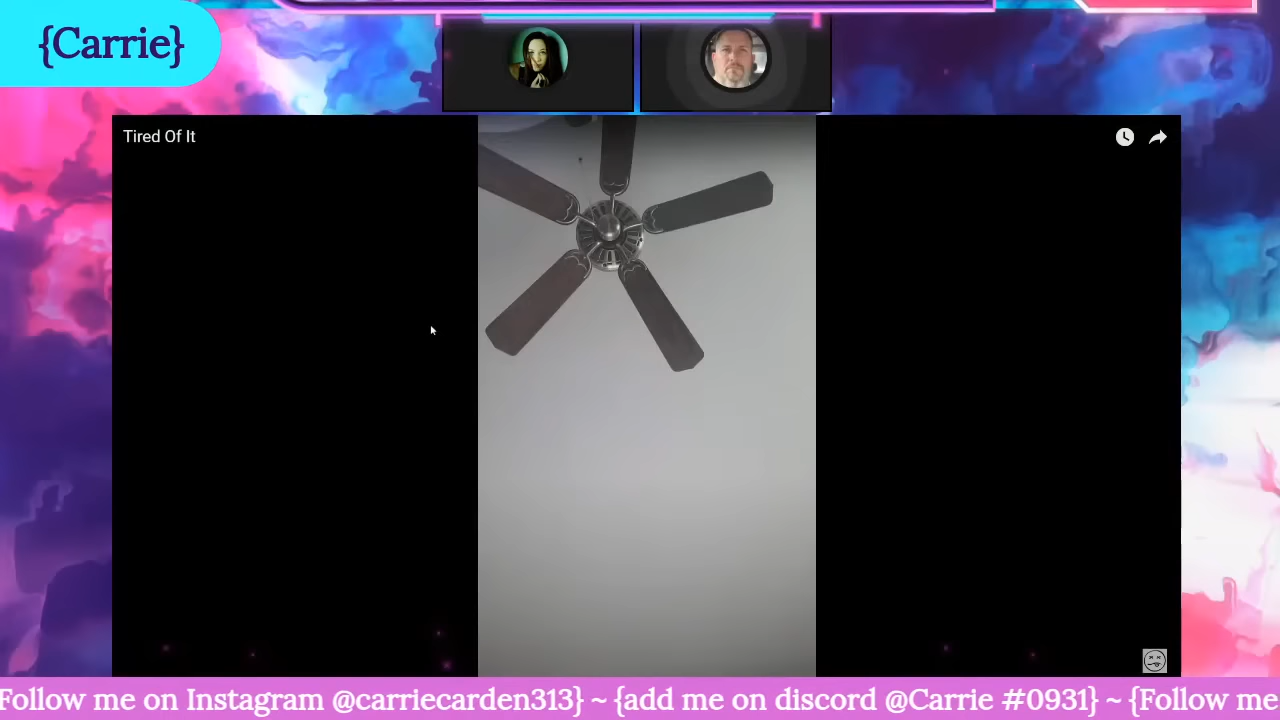 {Carrie}
Tired Of It
Follow me on Instagram @carriecarden313} ~ {add me on discord @Carrie #0931} ~ {Follow me